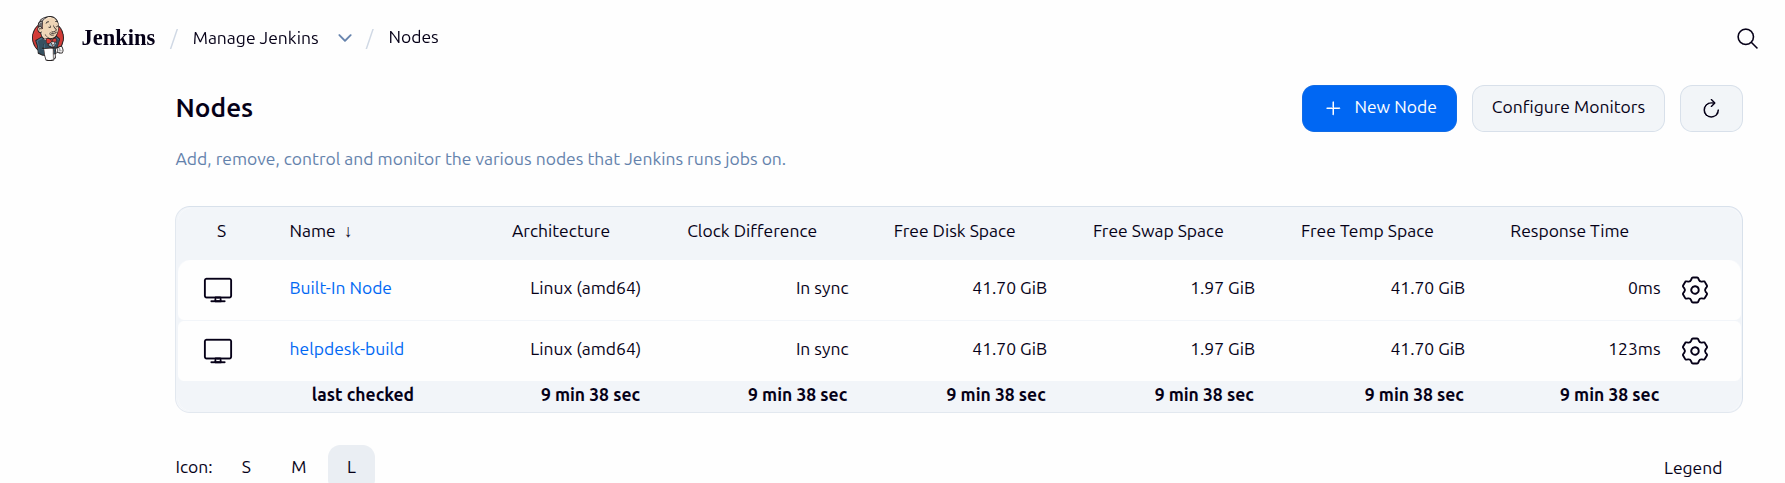 Jenkins / Manage Jenkins / Nodes
Nodes
+ New Node
Configure Monitors
Add, remove, control and monitor the various nodes that Jenkins runs jobs on.
S Name ↓ Architecture Clock Difference Free Disk Space Free Swap Space Free Temp Space Response Time
Built-In Node Linux (amd64) In sync 41.70 GiB 1.97 GiB 41.70 GiB 0ms
helpdesk-build Linux (amd64) In sync 41.70 GiB 1.97 GiB 41.70 GiB 123ms
last checked 9 min 38 sec 9 min 38 sec 9 min 38 sec 9 min 38 sec 9 min 38 sec 9 min 38 sec
Icon: S M L Legend